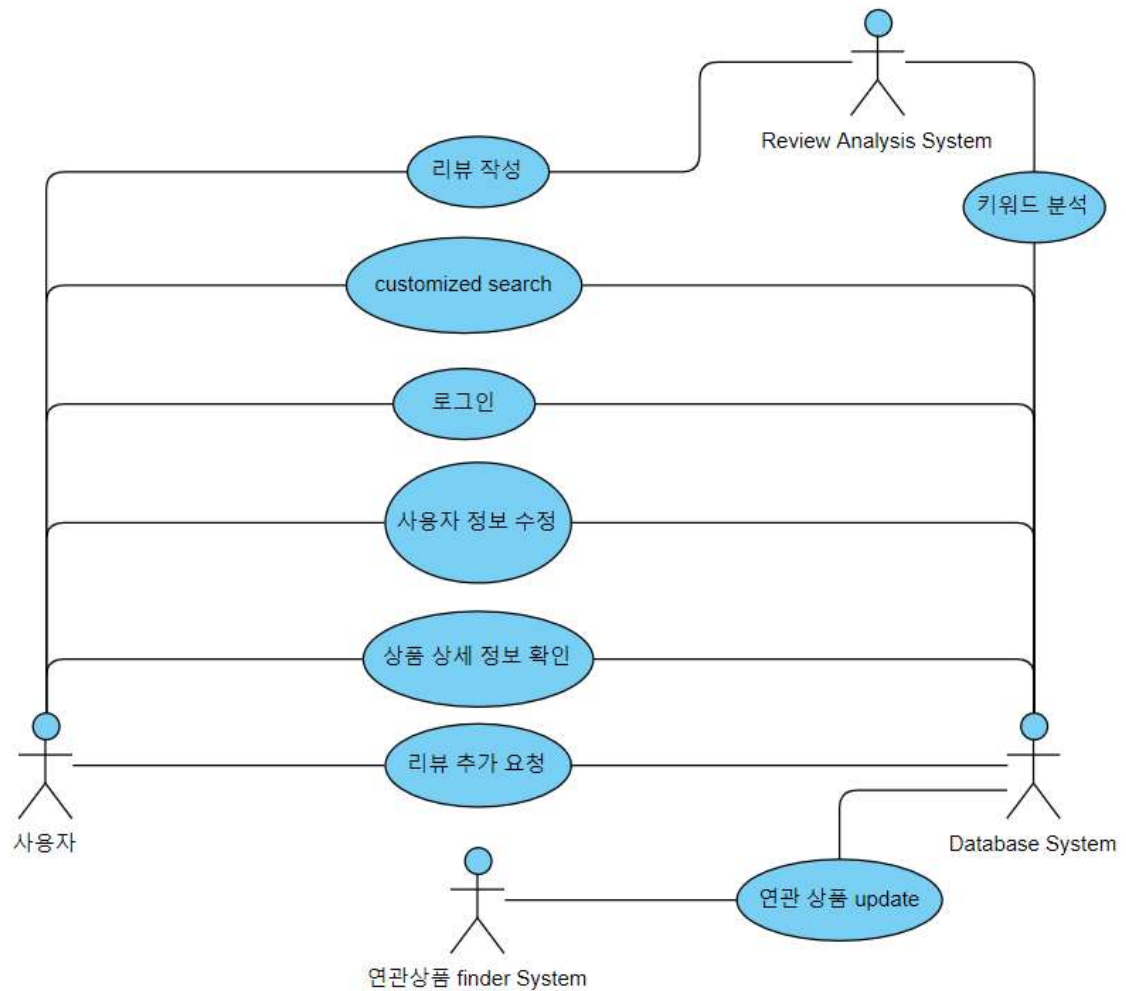 Review Analysis System
리뷰 작성
키워드 분석
customized search
로그인
사용자 정보 수정
상품 상세 정보 확인
리뷰 추가 요청
사용자
Database System
연관 상품 update
연관상품 finder System